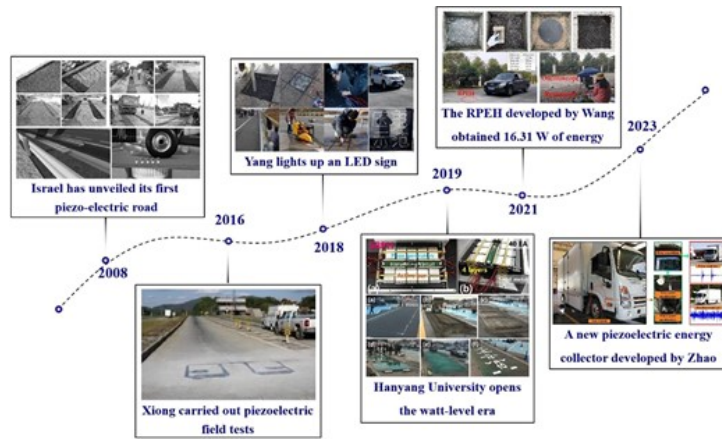 Israel has unveiled its first
piezo-electric road
2008
2016
Xiong carried out piezoelectric
field tests
Yang lights up an LED sign
2018
2019
Hanyang University opens
the watt-level era
(a)
(b)
4 layers
The RPEH developed by Wang
obtained 16.31 W of energy
2021
2023
A new piezoelectric energy
collector developed by Zhao